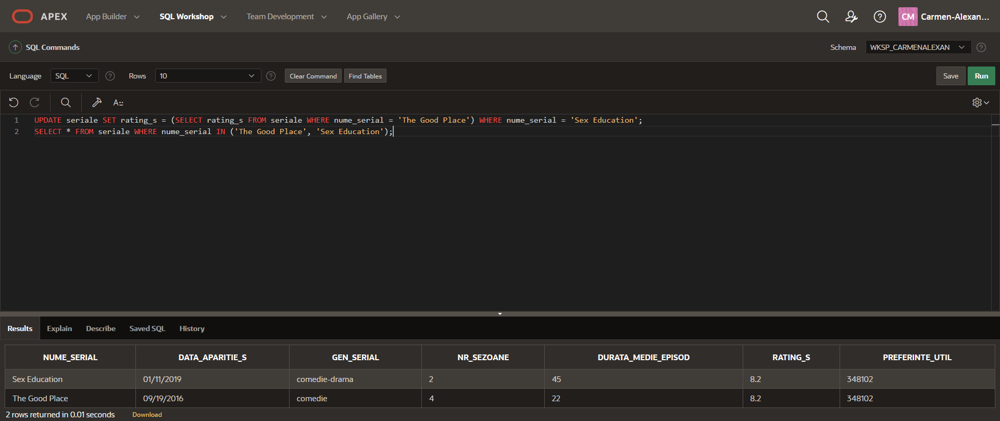 APEX App Builder SQL Workshop Team Development App Gallery CM Carmen-Alexan...
SQL Commands Schema WKSP_CARMENALEXAN
Language SQL Rows 10 Clear Command Find Tables Save Run
A
1 UPDATE seriale SET rating_s = (SELECT rating_s FROM seriale WHERE nume_serial = 'The Good Place') WHERE nume_serial = 'Sex Education';
2 SELECT * FROM seriale WHERE nume_serial IN ('The Good Place', 'Sex Education');
Results Explain Describe Saved SQL History
NUME_SERIAL DATA_APARITIE_S GEN_SERIAL NR_SEZOANE DURATA_MEDIE_EPISOD RATING_S PREFERINTE_UTIL
Sex Education 01/11/2019 comedie-drama 2 45 8.2 348102
The Good Place 09/19/2016 comedie 4 22 8.2 348102
2 rows returned in 0.01 seconds Download